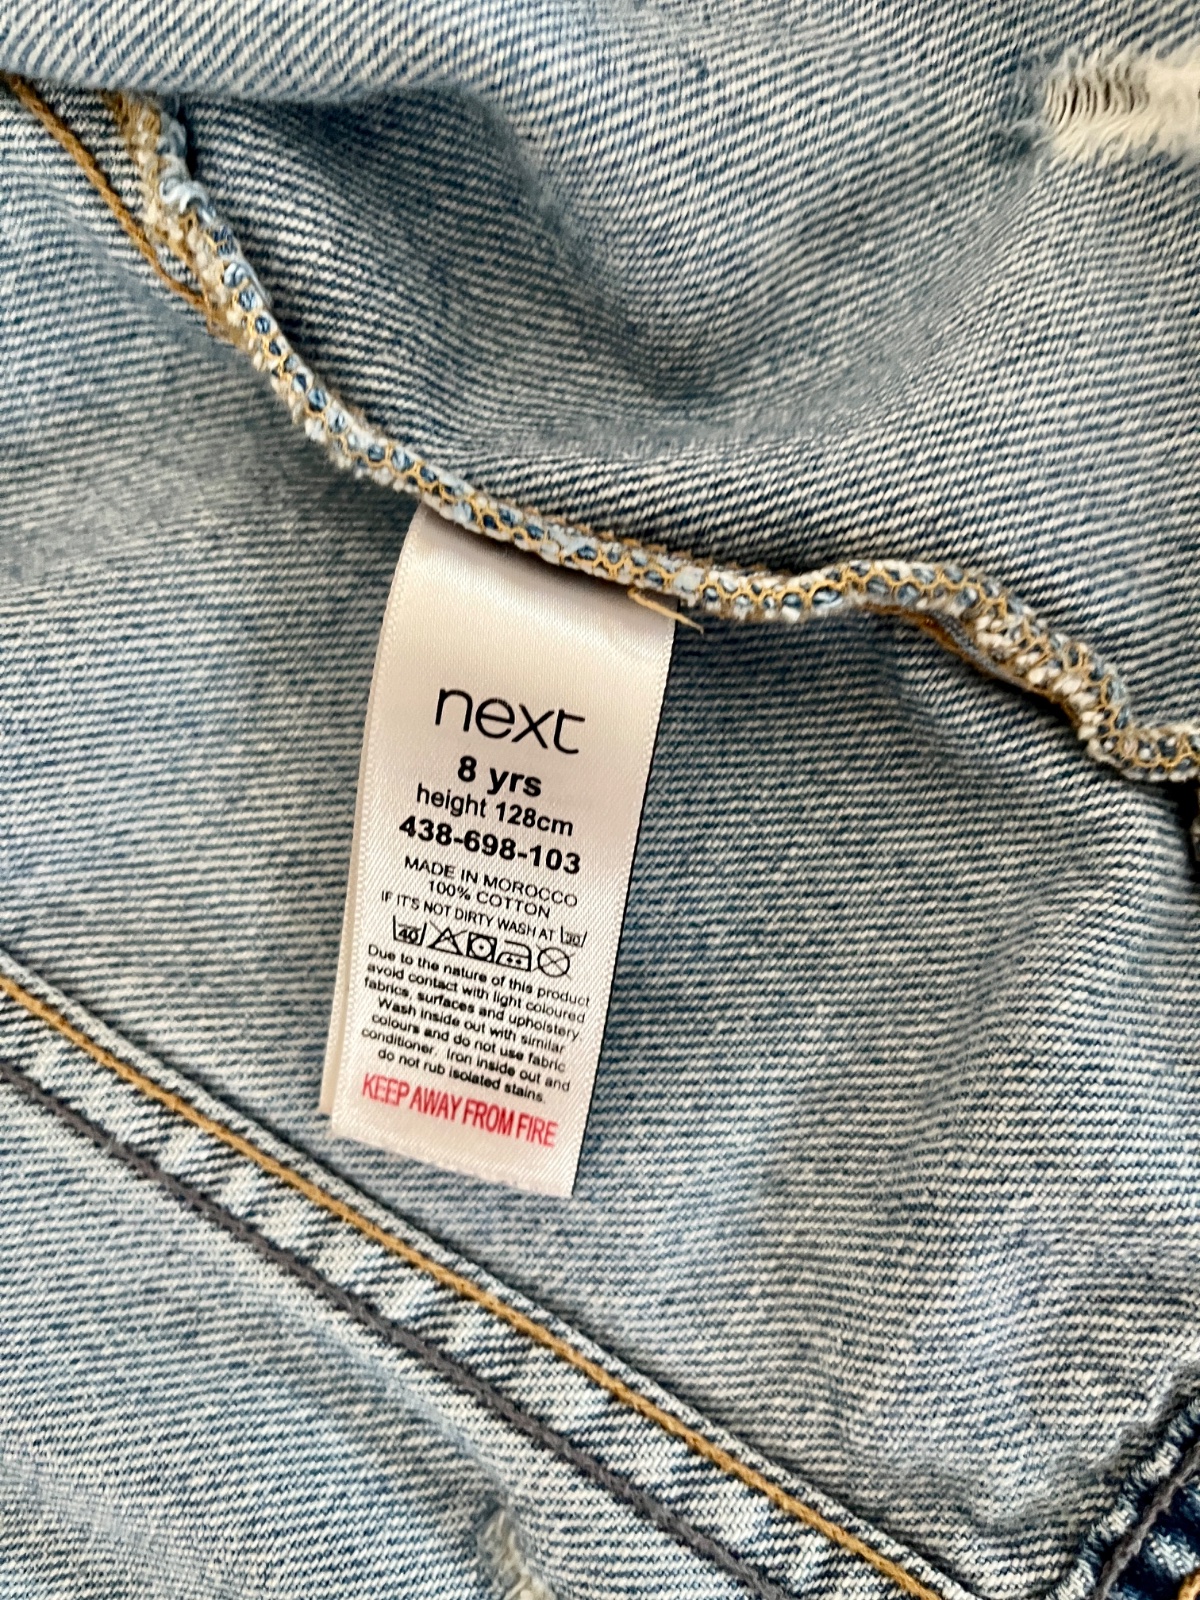 next
8 yrs
height 128cm
438-698-103
MADE IN MOROCCO
100% COTTON
IF IT'S NOT DIRTY WASH AT 30
40
Due to the nature of this product
avoid contact with light coloured
fabrics, surfaces and upholstery.
Wash inside out with similar
colours and do not use fabric
conditioner. Iron inside out and
do not rub isolated stains.
KEEP AWAY FROM FIRE